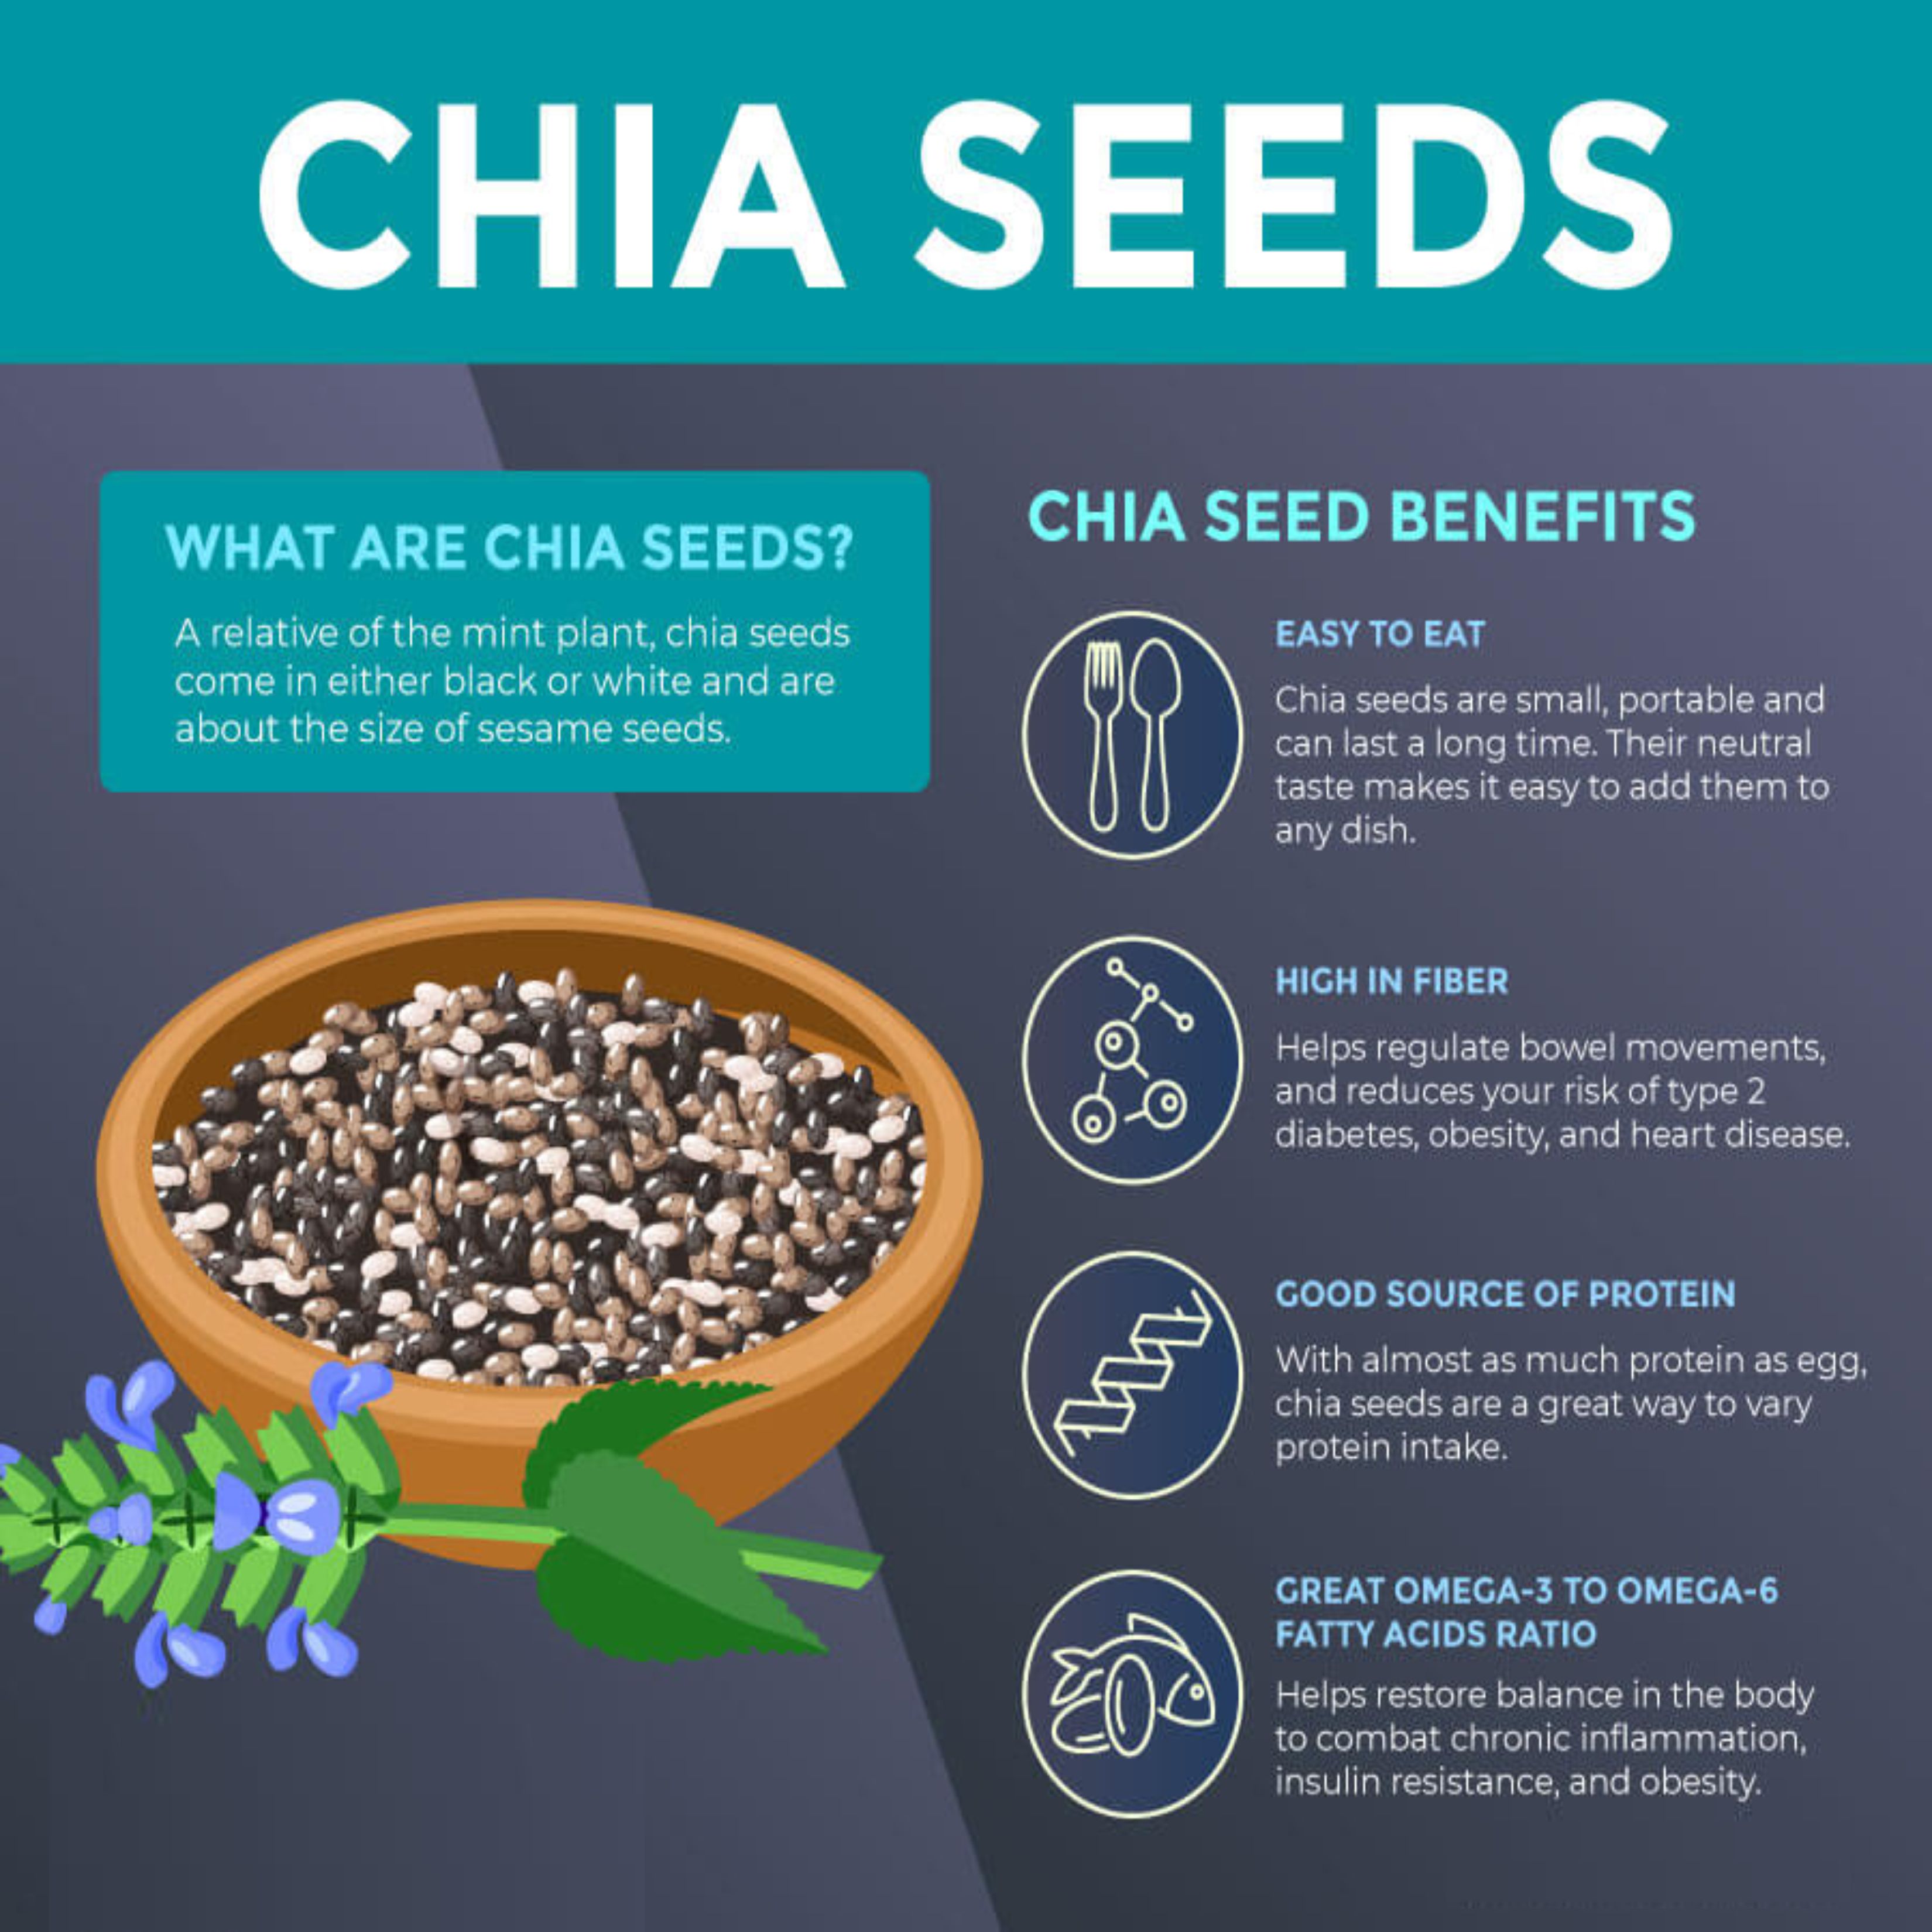 CHIA SEEDS
WHAT ARE CHIA SEEDS?
A relative of the mint plant, chia seeds
come in either black or white and are
about the size of sesame seeds.
CHIA SEED BENEFITS
EASY TO EAT
Chia seeds are small, portable and
can last a long time. Their neutral
taste makes it easy to add them to
any dish.
HIGH IN FIBER
Helps regulate bowel movements,
and reduces your risk of type 2
diabetes, obesity, and heart disease.
GOOD SOURCE OF PROTEIN
With almost as much protein as egg,
chia seeds are a great way to vary
protein intake.
GREAT OMEGA-3 TO OMEGA-6
FATTY ACIDS RATIO
Helps restore balance in the body
to combat chronic inflammation,
insulin resistance, and obesity.